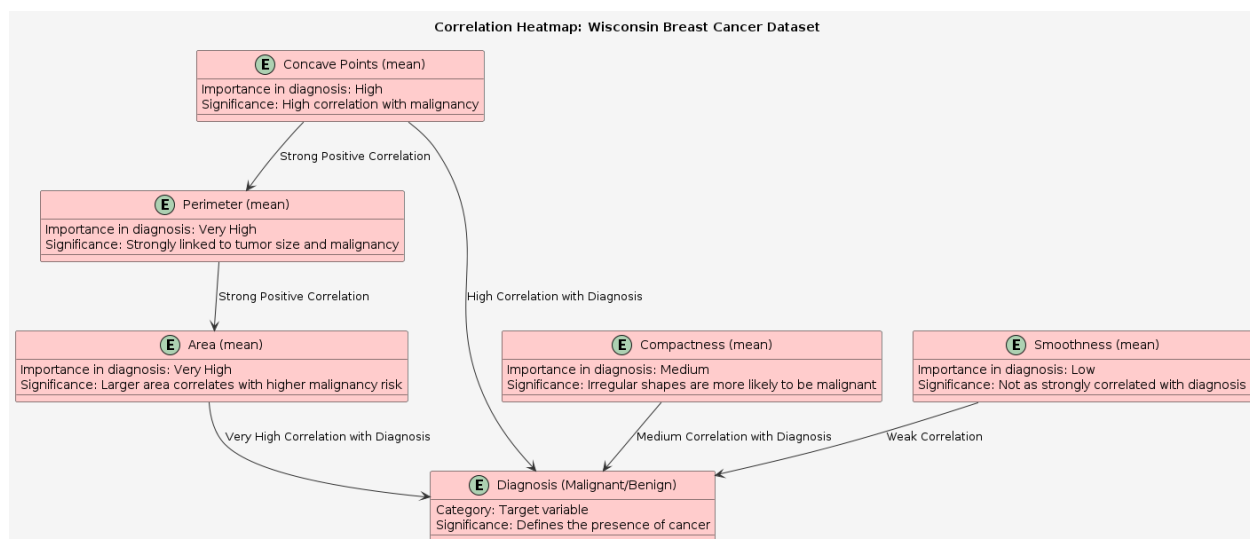 Correlation Heatmap: Wisconsin Breast Cancer Dataset
E Concave Points (mean)
Importance in diagnosis: High
Significance: High correlation with malignancy
Strong Positive Correlation
E Perimeter (mean)
Importance in diagnosis: Very High
Significance: Strongly linked to tumor size and malignancy
Strong Positive Correlation
High Correlation with Diagnosis
E Area (mean)
Importance in diagnosis: Very High
Significance: Larger area correlates with higher malignancy risk
E Compactness (mean)
Importance in diagnosis: Medium
Significance: Irregular shapes are more likely to be malignant
E Smoothness (mean)
Importance in diagnosis: Low
Significance: Not as strongly correlated with diagnosis
Very High Correlation with Diagnosis
Medium Correlation with Diagnosis
Weak Correlation
E Diagnosis (Malignant/Benign)
Category: Target variable
Significance: Defines the presence of cancer